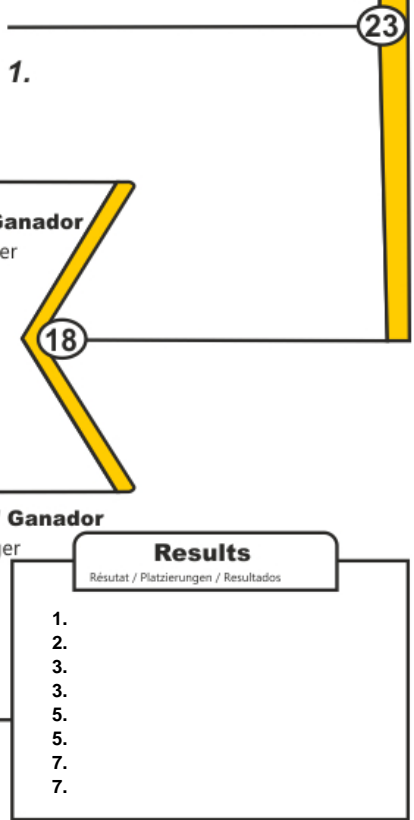 23
1.
Ganador
er
18
Ganador
ger
Results
Résutat / Platzierungen / Resultados
1.
2.
3.
3.
5.
5.
7.
7.